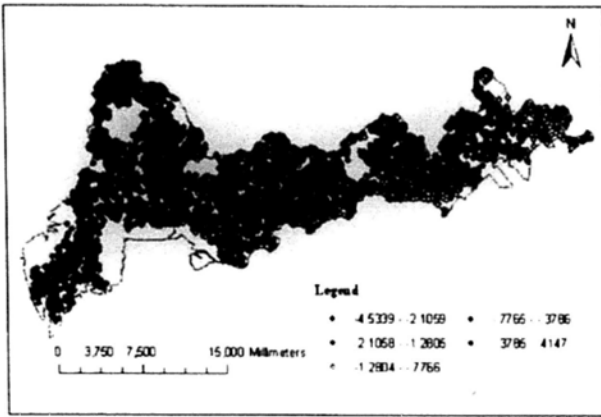 N
Legend
-4.5339 - -2.1059 7766 - -3786
2.1058 - -1.2805 3786 4147
-1.2804 - -7766
0 3,750 7,500 15,000 Millimeters